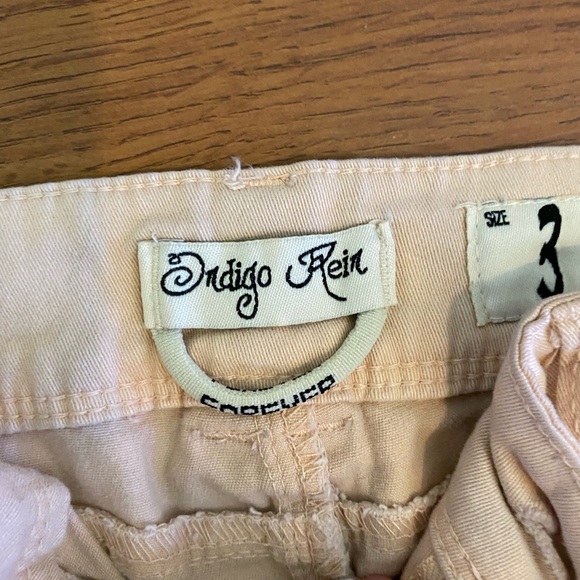 Indigo Rein
SIZE
3
FOREVER